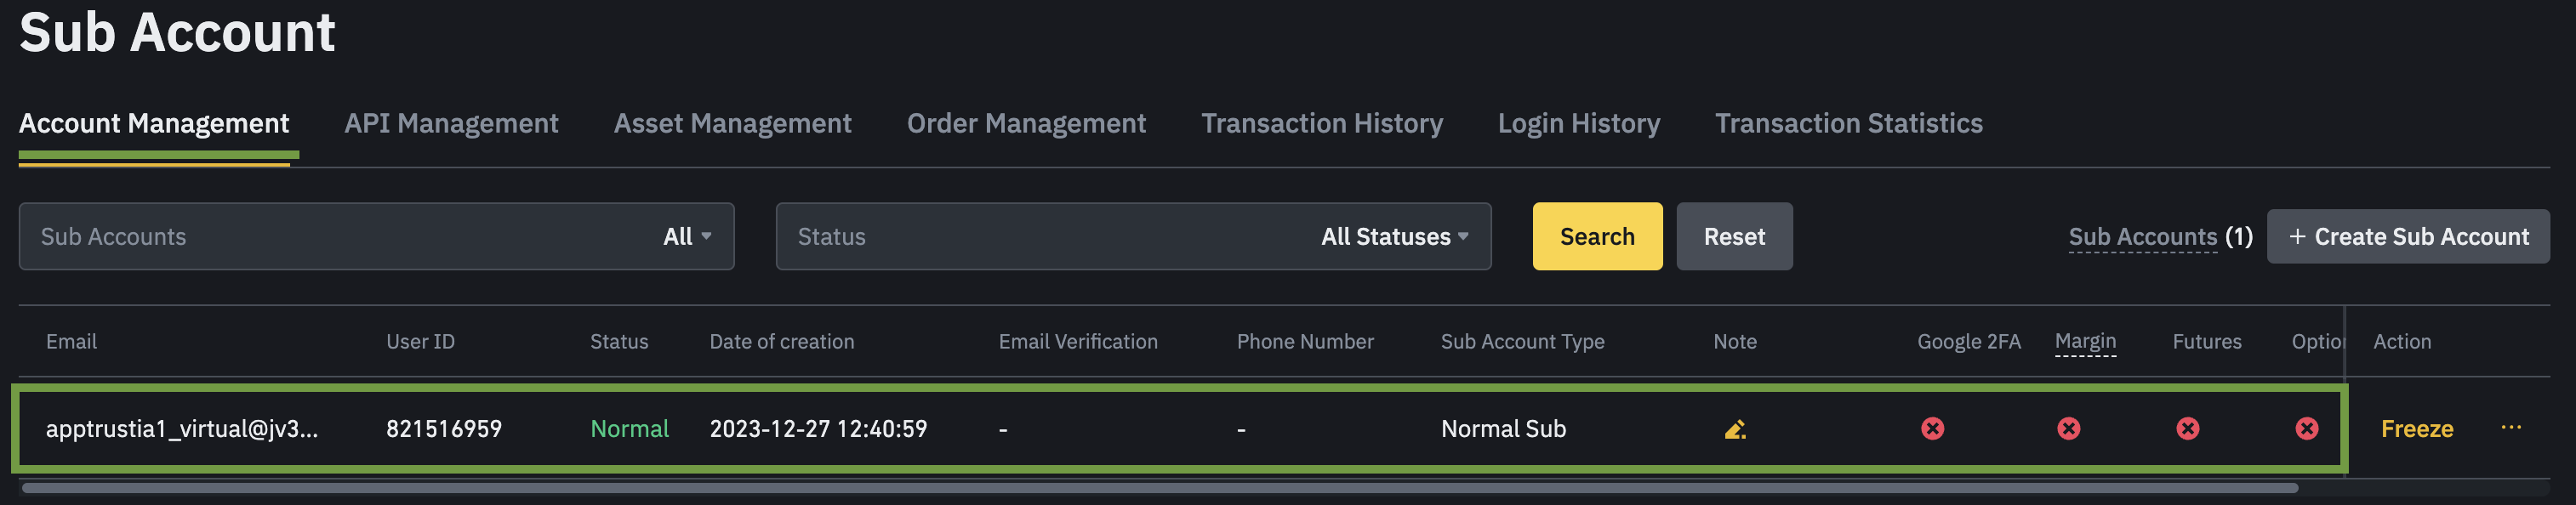 Sub Account
Account Management API Management Asset Management Order Management Transaction History Login History Transaction Statistics
Sub Accounts All Status All Statuses Search Reset Sub Accounts (1) + Create Sub Account
Email User ID Status Date of creation Email Verification Phone Number Sub Account Type Note Google 2FA Margin Futures Option Action
apptrustia1_virtual@jv3... 821516959 Normal 2023-12-27 12:40:59 - - Normal Sub Freeze ...